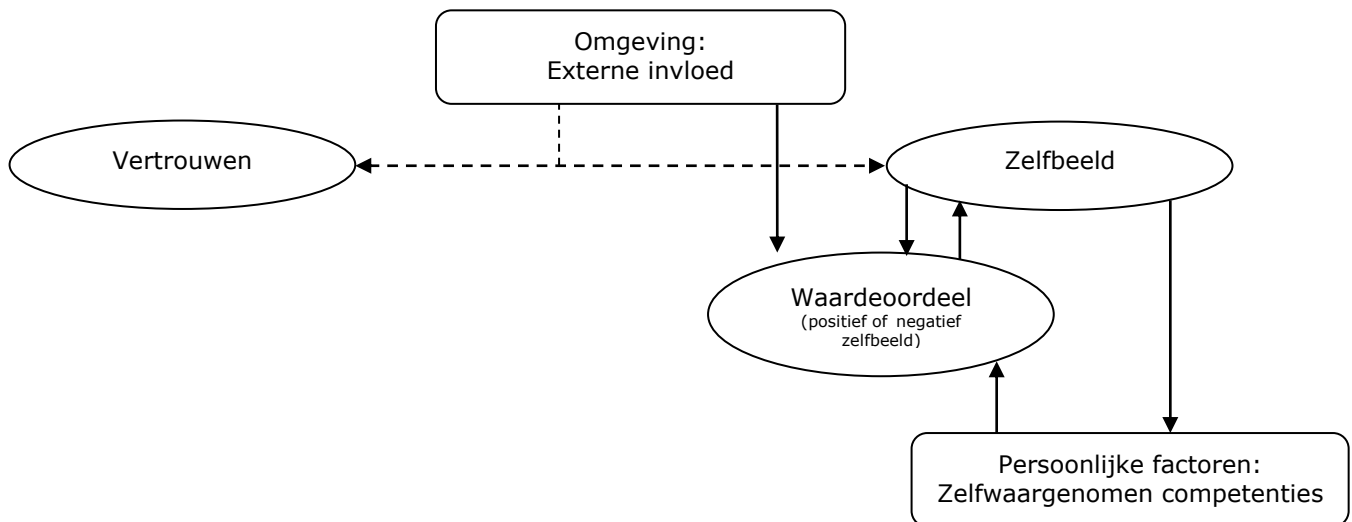 Omgeving:
Externe invloed
Vertrouwen
Zelfbeeld
Waardeoordeel
(positief of negatief
zelfbeeld)
Persoonlijke factoren:
Zelfwaargenomen competenties